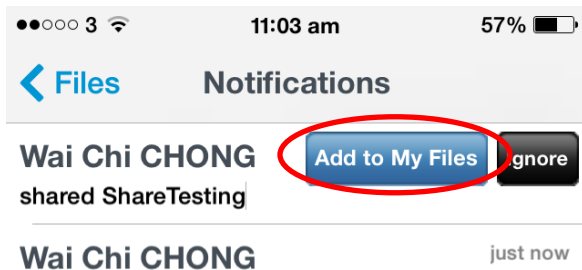 3 11:03 am 57%
Files Notifications
Wai Chi CHONG Add to My Files Ignore
shared ShareTesting
Wai Chi CHONG just now